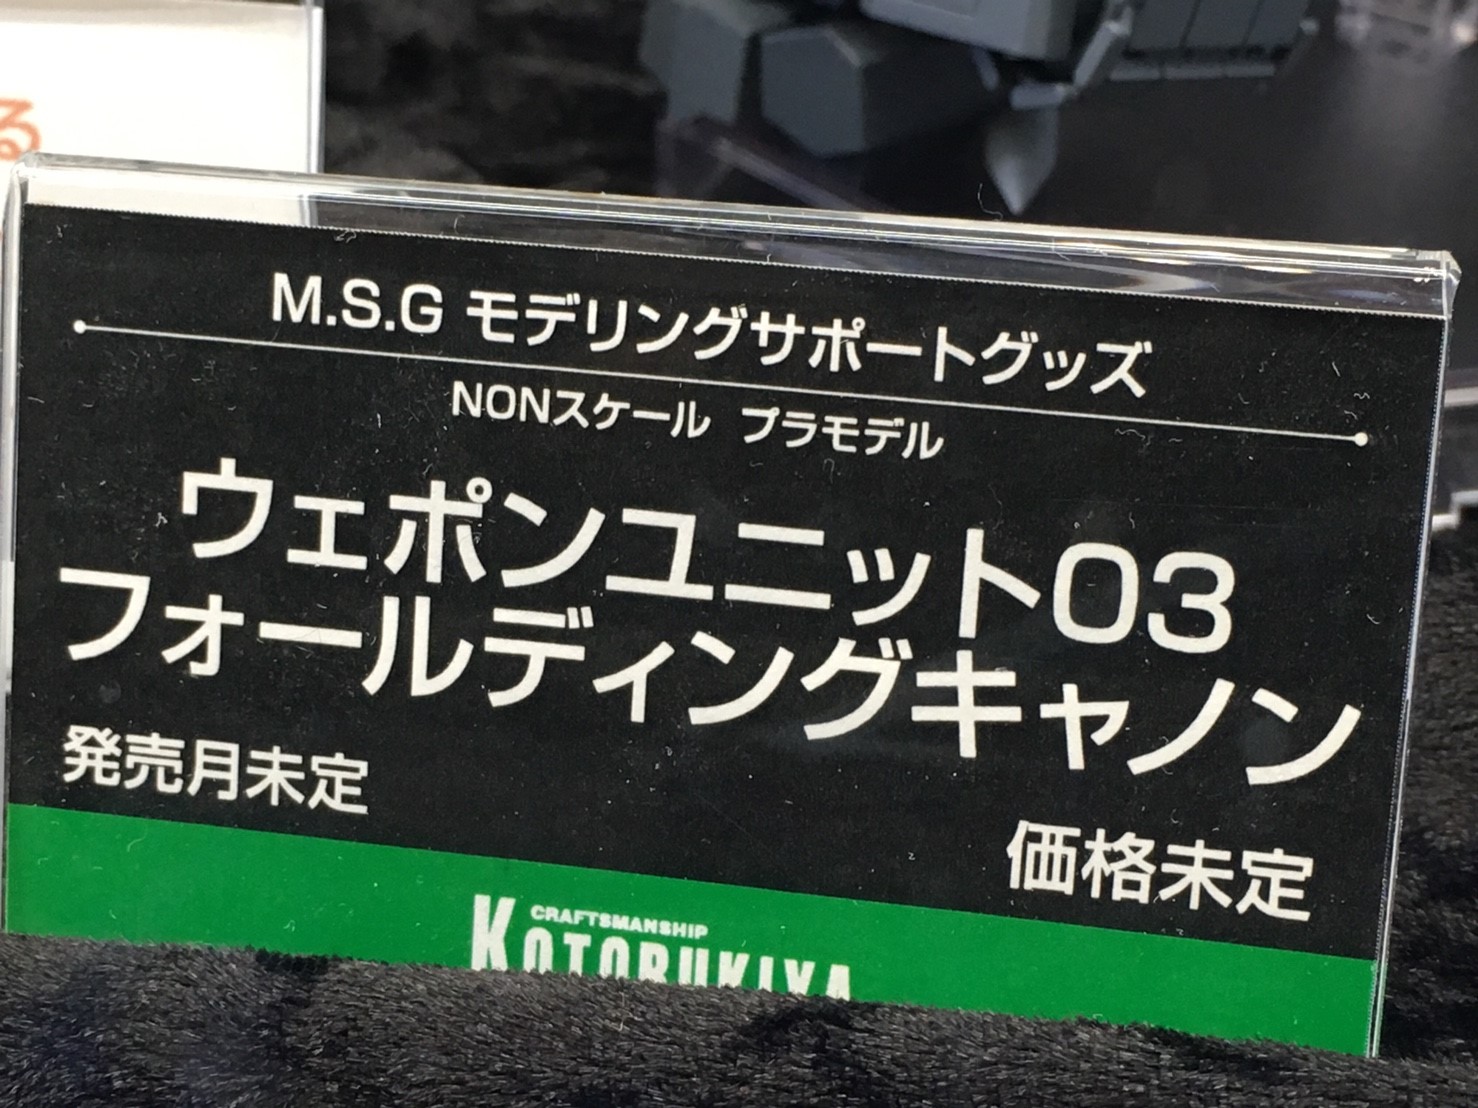 る
M.S.G モデリングサポートグッズ
NONスケール プラモデル
ウェポンユニット03
フォールディングキャノン
発売月未定
価格未定
CRAFTSMANSHIP
KOTOBUKIYA